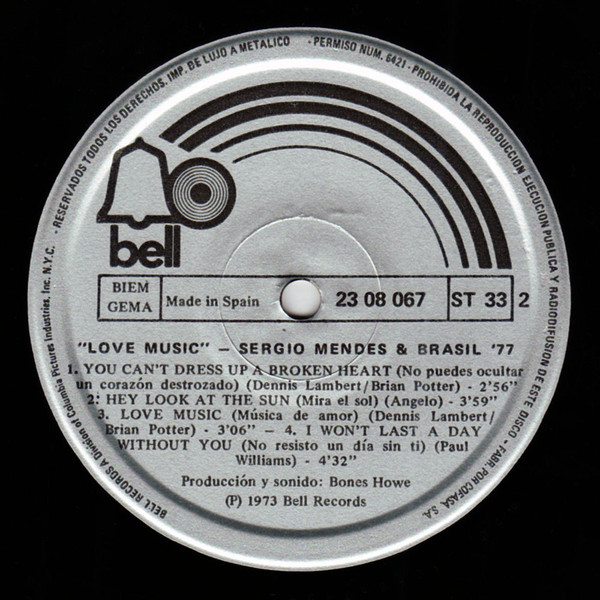 BELL RECORDS A Division of Columbia Pictures Industries, Inc. N.Y.C. - RESERVADOS TODOS LOS DERECHOS. IMP. DE LUJO A METALICO - PERMISO NUM. 6421 - PROHIBIDA LA REPRODUCCION EJECUCION PUBLICA Y RADIODIFUSION DE ESTE DISCO - FABR. POR COFASA, S.A.
bell
BIEM
GEMA
Made in Spain
23 08 067
ST 33
2
"LOVE MUSIC" – SERGIO MENDES & BRASIL '77
1. YOU CAN'T DRESS UP A BROKEN HEART (No puedes ocultar
un corazón destrozado) (Dennis Lambert/Brian Potter) - 2'56"
2: HEY LOOK AT THE SUN (Mira el sol) (Angelo) - 3'59"
3. LOVE MUSIC (Música de amor) (Dennis Lambert/
Brian Potter) - 3'06" – 4. I WON'T LAST A DAY
WITHOUT YOU (No resisto un día sin ti) (Paul
Williams) - 4'32"
Producción y sonido: Bones Howe
(P) 1973 Bell Records